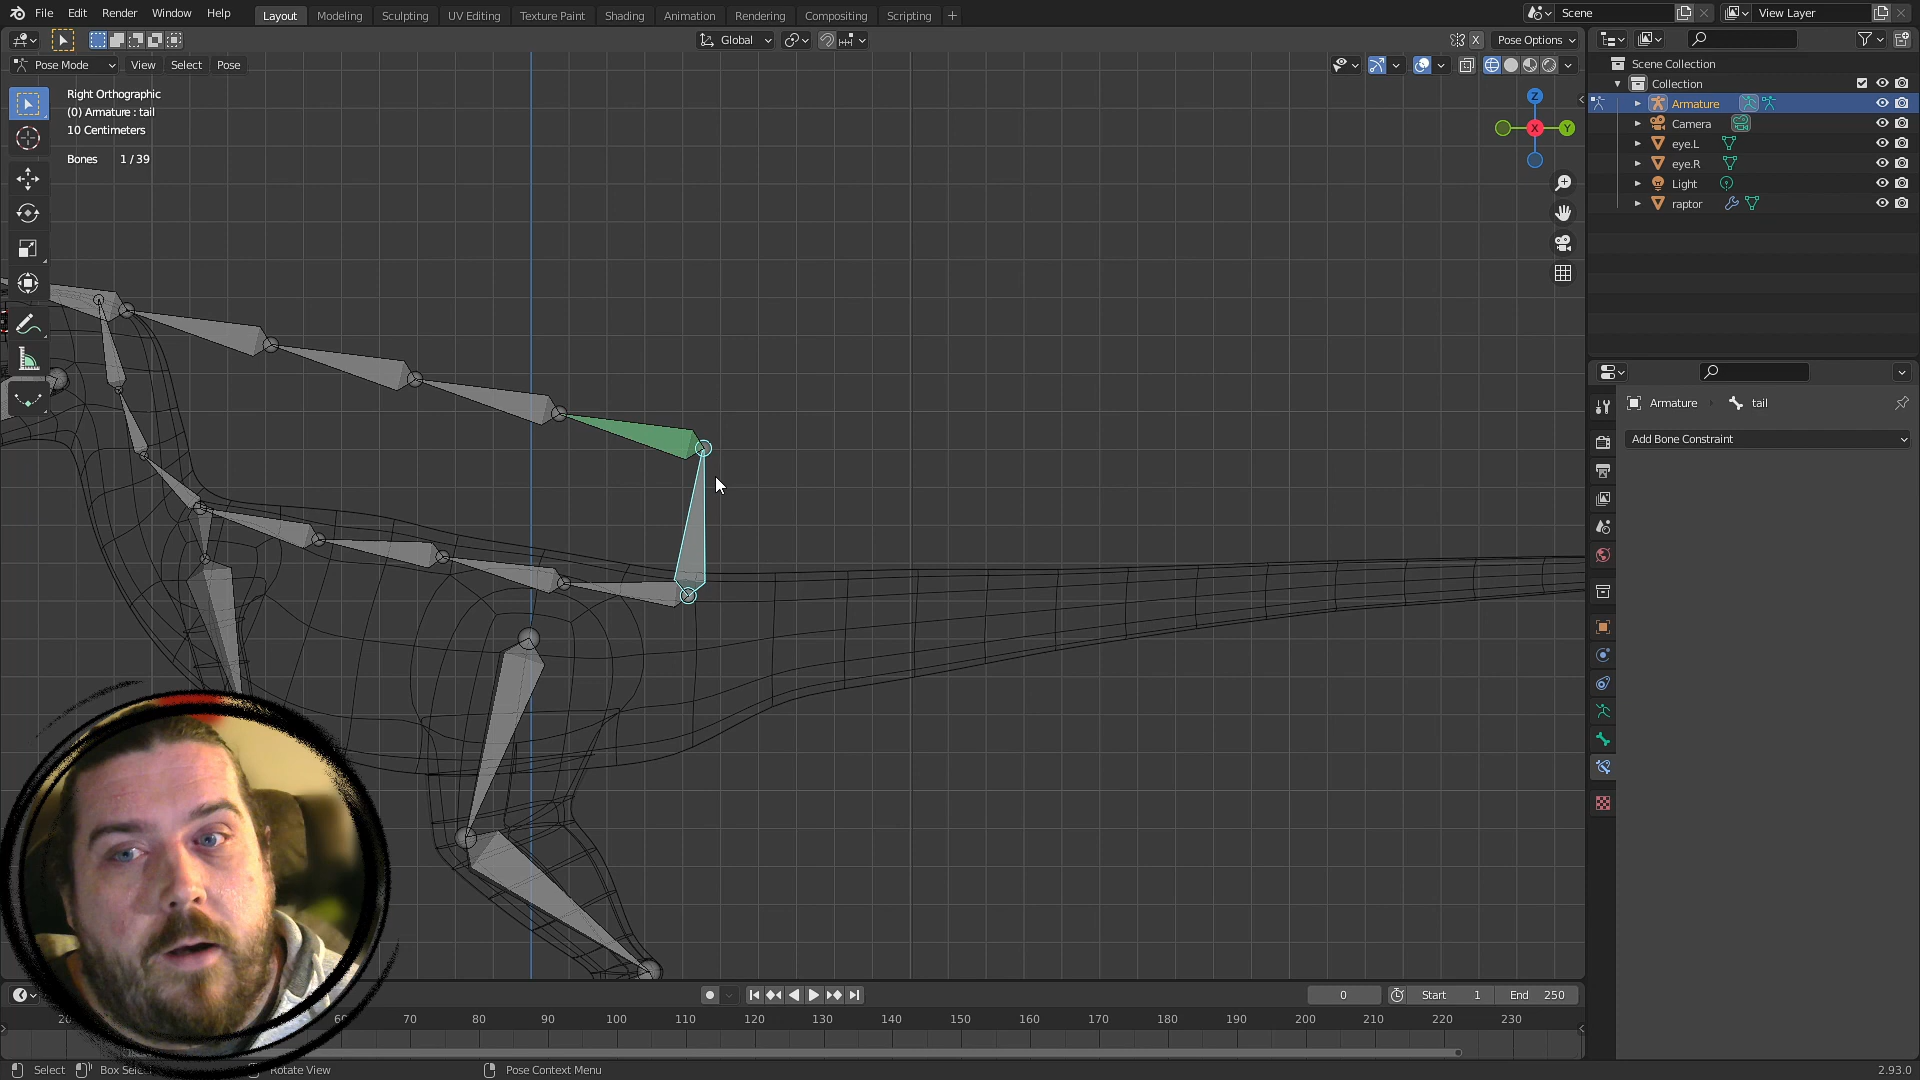 File Edit Render Window Help
Layout Modeling Sculpting UV Editing Texture Paint Shading Animation Rendering Compositing Scripting +
Scene View Layer
Global X Pose Options
Pose Mode View Select Pose
Right Orthographic
(0) Armature : tail
10 Centimeters
Bones 1 / 39
Z
X
Y
Scene Collection
Collection
Armature
Camera
eye.L
eye.R
Light
raptor
Armature tail
Add Bone Constraint
0 Start 1 End 250
60 70 80 90 100 110 120 130 140 150 160 170 180 190 200 210 220 230
Select Box Rotate View Pose Context Menu 2.93.0